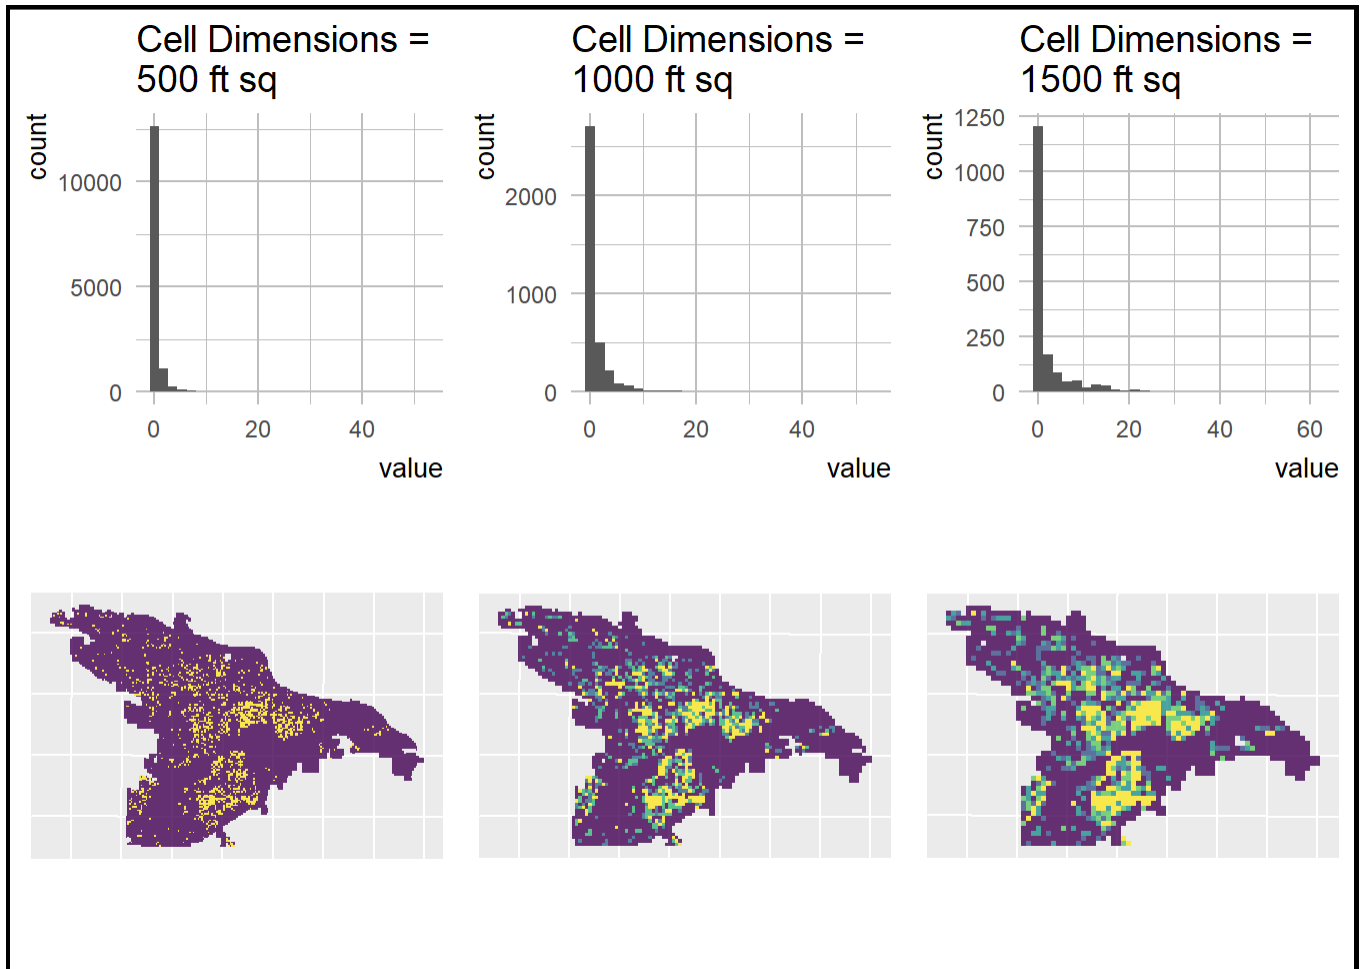 Cell Dimensions =
500 ft sq
count
10000
5000
0
0 20 40
value
Cell Dimensions =
1000 ft sq
count
2000
1000
0
0 20 40
value
Cell Dimensions =
1500 ft sq
count
1250
1000
750
500
250
0
0 20 40 60
value